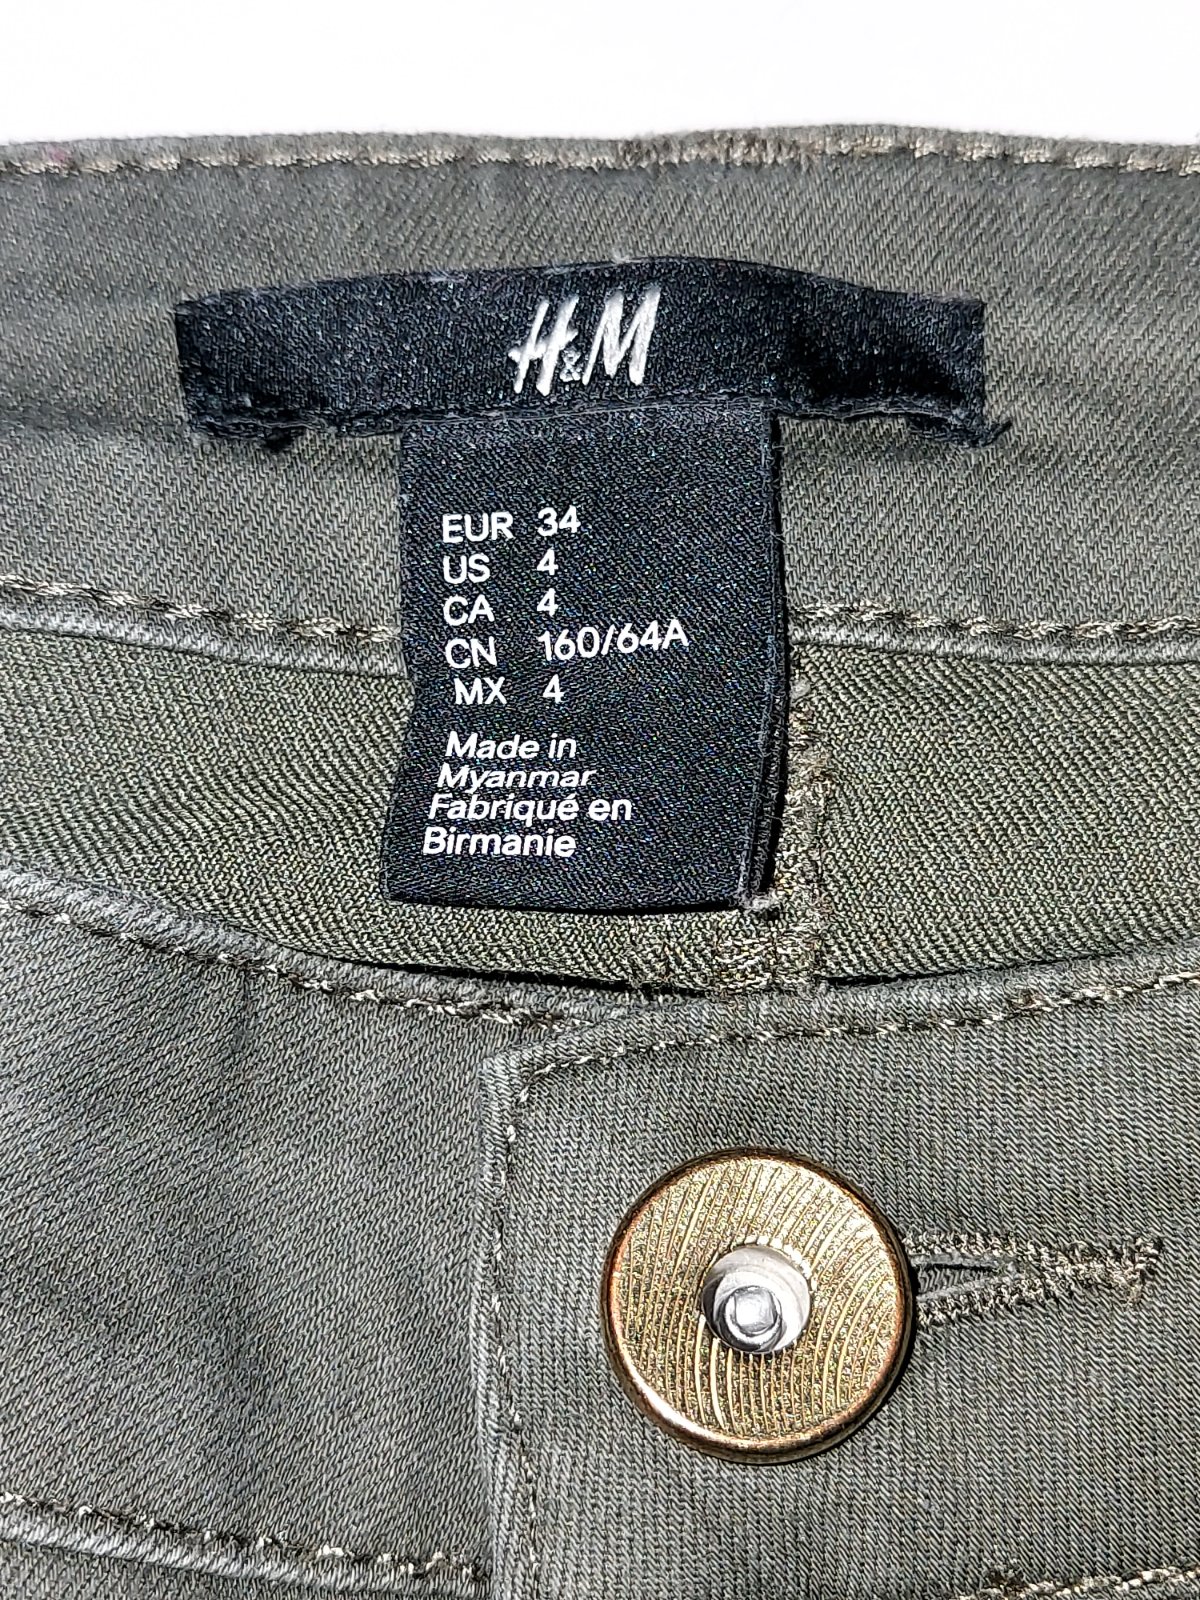 H&M
EUR 34
US 4
CA 4
CN 160/64A
MX 4
Made in
Myanmar
Fabriqué en
Birmanie